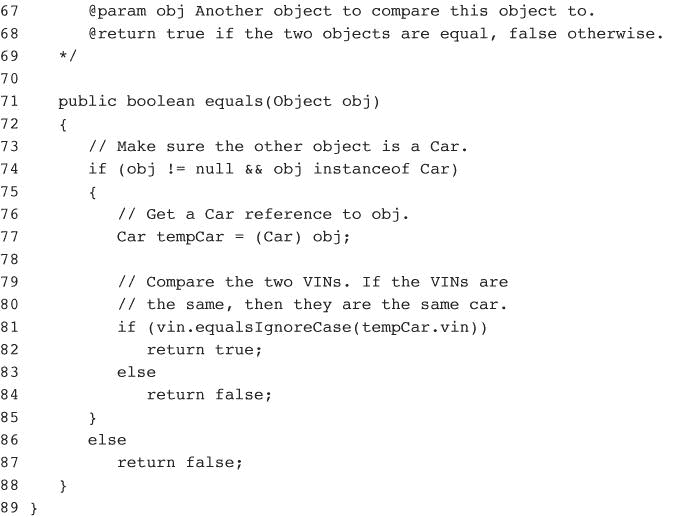 67       @param obj Another object to compare this object to.
68       @return true if the two objects are equal, false otherwise.
69    */
70
71    public boolean equals(Object obj)
72    {
73       // Make sure the other object is a Car.
74       if (obj != null && obj instanceof Car)
75       {
76          // Get a Car reference to obj.
77          Car tempCar = (Car) obj;
78
79          // Compare the two VINs. If the VINs are
80          // the same, then they are the same car.
81          if (vin.equalsIgnoreCase(tempCar.vin))
82             return true;
83          else
84             return false;
85       }
86       else
87          return false;
88    }
89 }